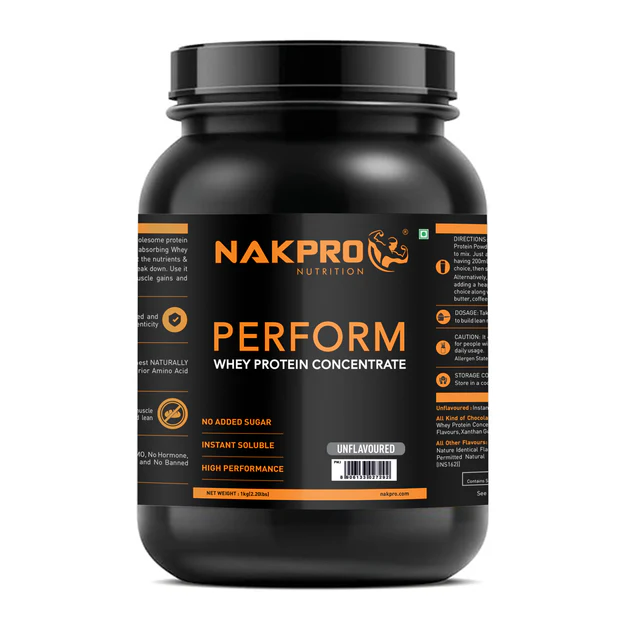 NAKPRO
®
NUTRITION
PERFORM
WHEY PROTEIN CONCENTRATE
NO ADDED SUGAR
INSTANT SOLUBLE
HIGH PERFORMANCE
UNFLAVOURED
NET WEIGHT : 1kg(2.20lbs)
nakpro.com
olesome protein
absorbing Whey
the nutrients &
eak down. Use it
uscle gains and
ed and
enticity
est NATURALLY
rior Amino Acid
muscle
lean
MO, No Hormone,
and No Banned
DIRECTIONS:
Protein Powd
to mix. Just a
having 200ml
choice, then s
Alternatively,
adding a hea
choice along
butter, coffee
DOSAGE: Tak
to build lean
CAUTION: It
for people wi
daily usage.
Allergen State
STORAGE CO
Store in a coo
Unflavoured : Instan
All Kind of Chocola
Whey Protein Conce
Flavours, Xanthan Gu
All Other Flavours:
Nature Identical Fla
Permitted Natural
(INS162)
Contains S
See